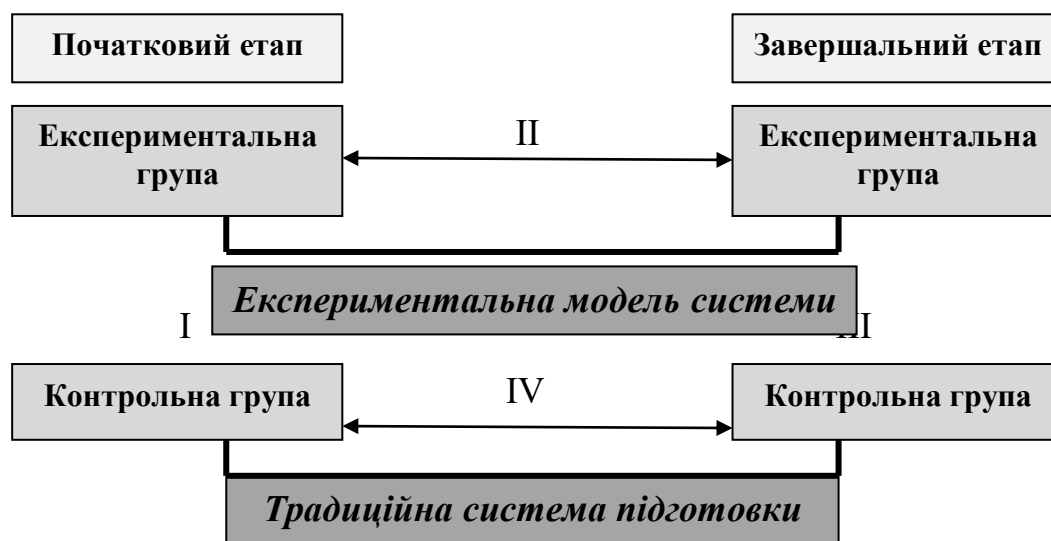 Початковий етап
Завершальний етап
Експериментальна
група
II
Експериментальна
група
Експериментальна модель системи
I
III
Контрольна група
IV
Контрольна група
Традиційна система підготовки